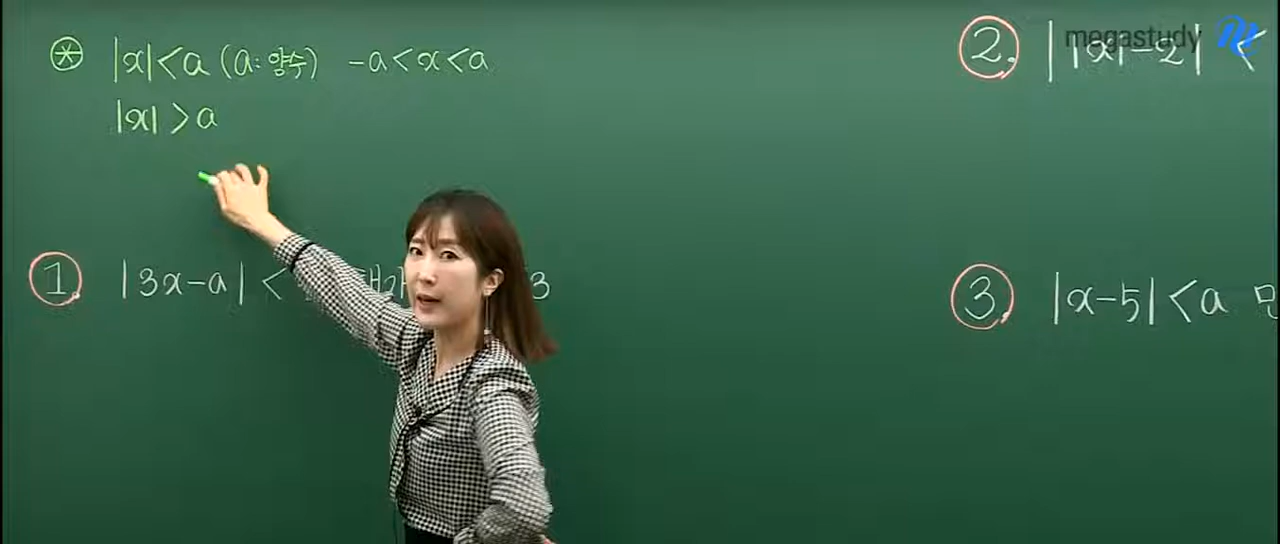 ⊛ |x|<a (a:양수) -a<x<a
|x|>a
1. |3x-a|< 3
megastudy
2. ||x|-2|<
3. |x-5|<a